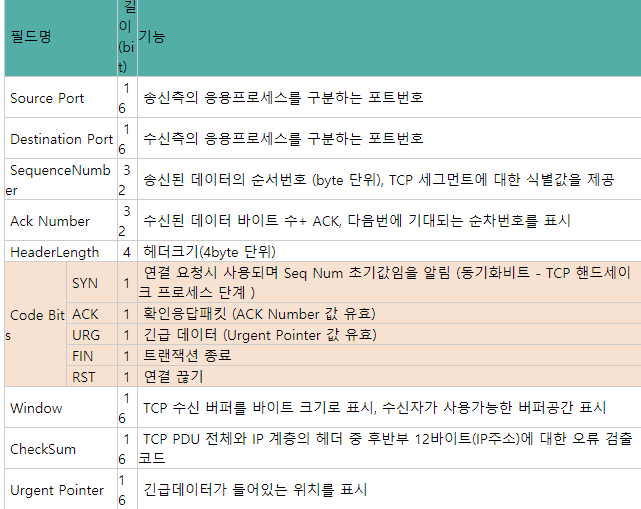 필드명 길이(bit) 기능
Source Port 16 송신측의 응용프로세스를 구분하는 포트번호
Destination Port 16 수신측의 응용프로세스를 구분하는 포트번호
SequenceNumber 32 송신된 데이터의 순서번호 (byte 단위), TCP 세그먼트에 대한 식별값을 제공
Ack Number 32 수신된 데이터 바이트 수+ ACK, 다음번에 기대되는 순차번호를 표시
HeaderLength 4 헤더크기(4byte 단위)
Code Bits SYN 1 연결 요청시 사용되며 Seq Num 초기값임을 알림 (동기화비트 - TCP 핸드세이
크 프로세스 단계 )
ACK 1 확인응답패킷 (ACK Number 값 유효)
URG 1 긴급 데이터 (Urgent Pointer 값 유효)
FIN 1 트랜잭션 종료
RST 1 연결 끊기
Window 16 TCP 수신 버퍼를 바이트 크기로 표시, 수신자가 사용가능한 버퍼공간 표시
CheckSum 16 TCP PDU 전체와 IP 계층의 헤더 중 후반부 12바이트(IP주소)에 대한 오류 검출
코드
Urgent Pointer 16 긴급데이터가 들어있는 위치를 표시